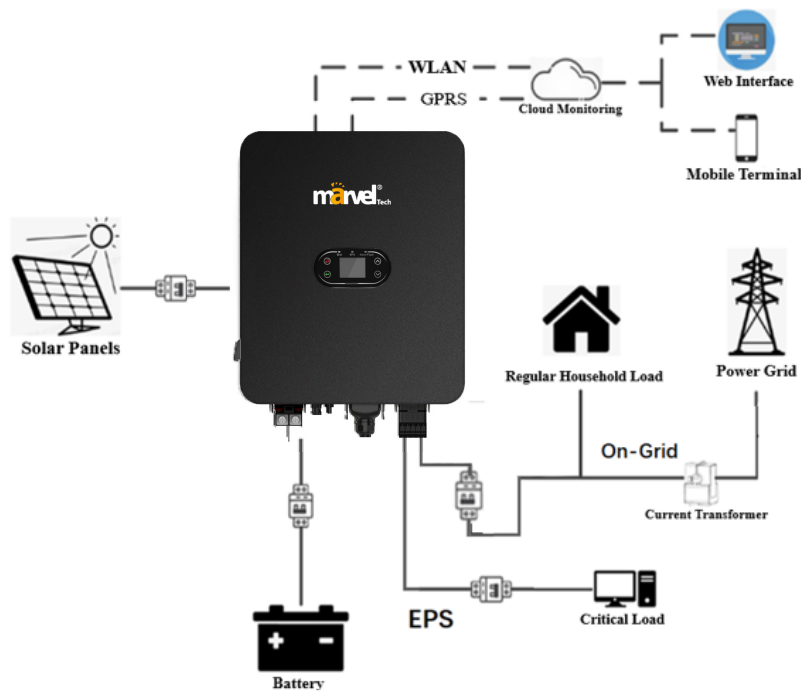 WLAN
GPRS
Cloud Monitoring
Web Interface
Mobile Terminal
marvel®
Tech
Solar Panels
Regular Household Load
Power Grid
On-Grid
Current Transformer
EPS
Critical Load
Battery